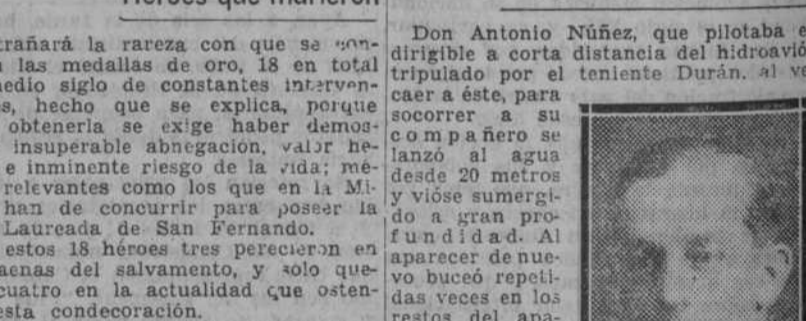 Héroes que murieron
trañará la rareza con que se con-
las medallas de oro, 18 en total
medio siglo de constantes interven-
s, hecho que se explica, porque
obtenerla se exige haber demos-
insuperable abnegación, valor he-
e inminente riesgo de la vida; mé-
relevantes como los que en la Mi-
han de concurrir para poseer la
Laureada de San Fernando.
estos 18 héroes tres perecieron en
aenas del salvamento, y solo que-
cuatro en la actualidad que osten-
esta condecoración.
Don Antonio Núñez, que pilotaba e
dirigible a corta distancia del hidroavió
tripulado por el teniente Durán, al ve
caer a éste, para
socorrer a su
compañero se
lanzó al agua
desde 20 metros
y vióse sumergi-
do a gran pro-
fundidad. Al
aparecer de nue-
vo buceó repeti-
das veces en los
restos del apa-